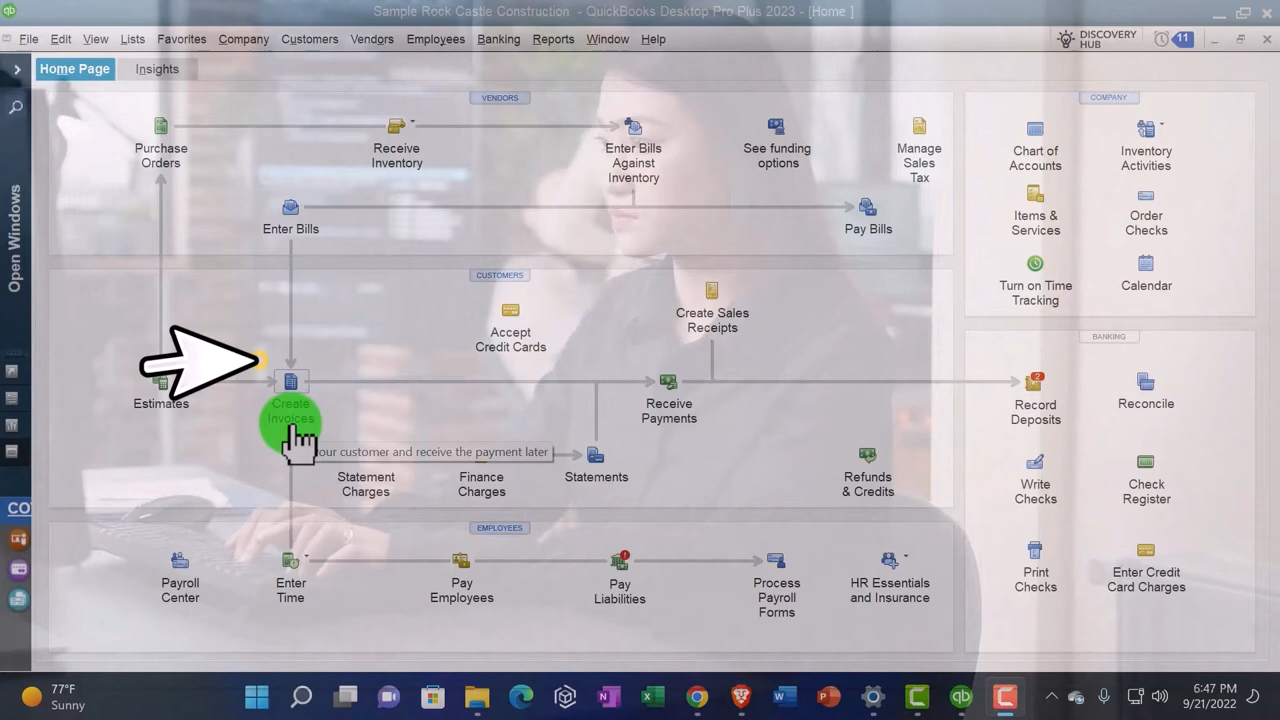 Sample Rock Castle Construction - QuickBooks Desktop Pro Plus 2023 - [Home ]
File Edit View Lists Favorites Company Customers Vendors Employees Banking Reports Window Help
DISCOVERY
HUB
11
Home Page
Insights
Open Windows
VENDORS
Purchase
Orders
Receive
Inventory
Enter Bills
Against
Inventory
See funding
options
Manage
Sales
Tax
Enter Bills
Pay Bills
CUSTOMERS
Accept
Credit Cards
Create Sales
Receipts
Estimates
Create
Invoices
Receive
Payments
our customer and receive the payment later
Statement
Charges
Finance
Charges
Statements
Refunds
& Credits
EMPLOYEES
Payroll
Center
Enter
Time
Pay
Employees
Pay
Liabilities
Process
Payroll
Forms
HR Essentials
and Insurance
COMPANY
Chart of
Accounts
Inventory
Activities
Items &
Services
Order
Checks
Turn on Time
Tracking
Calendar
BANKING
2
Record
Deposits
Reconcile
Write
Checks
Check
Register
Print
Checks
Enter Credit
Card Charges
77°F
Sunny
6:47 PM
9/21/2022